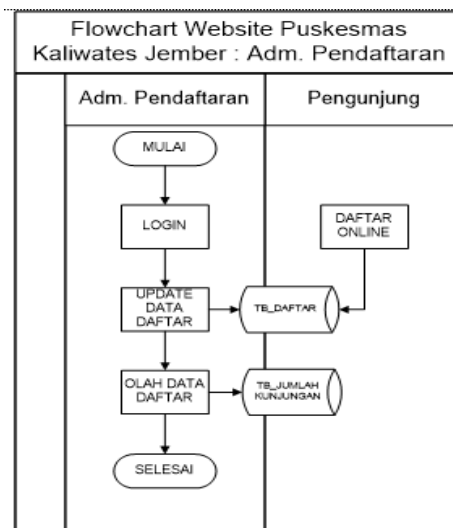 Flowchart Website Puskesmas
Kaliwates Jember : Adm. Pendaftaran
Adm. Pendaftaran
Pengunjung
MULAI
LOGIN
DAFTAR
ONLINE
UPDATE
DATA
DAFTAR
TB_DAFTAR
OLAH DATA
DAFTAR
TB_JUMLAH
KUNJUNGAN
SELESAI